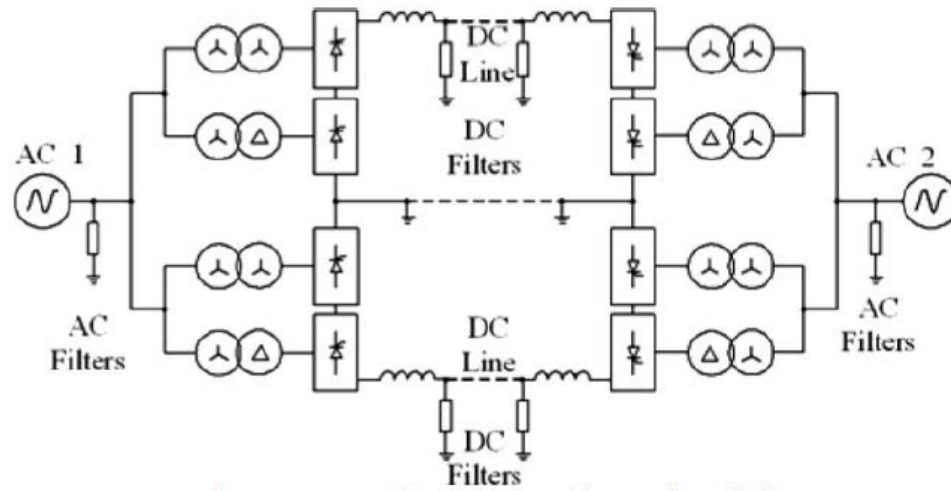 DC
Line
DC
Filters
AC 1
AC 2
AC
Filters
AC
Filters
DC
Line
DC
Filters